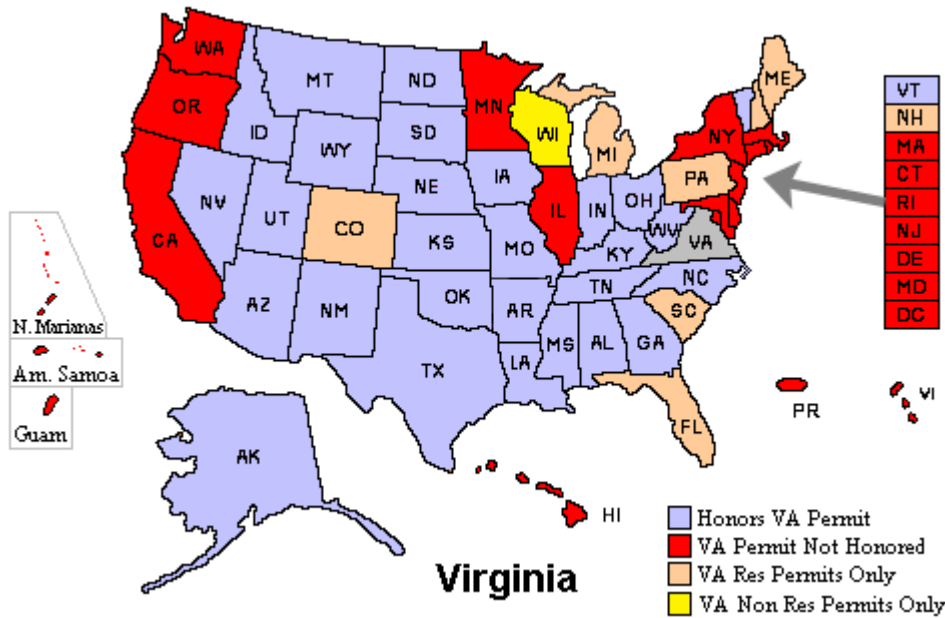 WA
OR
CA
MT
ID
NV
UT
WY
CO
AZ
NM
ND
SD
NE
KS
OK
TX
MN
IA
MO
AR
LA
WI
IL
MI
IN
OH
KY
TN
MS
AL
GA
WV
VA
NC
SC
FL
PA
NY
ME
VT
NH
MA
CT
RI
NJ
DE
MD
DC
N. Marianas
Am. Samoa
Guam
AK
HI
PR
VI
Honors VA Permit
VA Permit Not Honored
VA Res Permits Only
VA Non Res Permits Only
Virginia